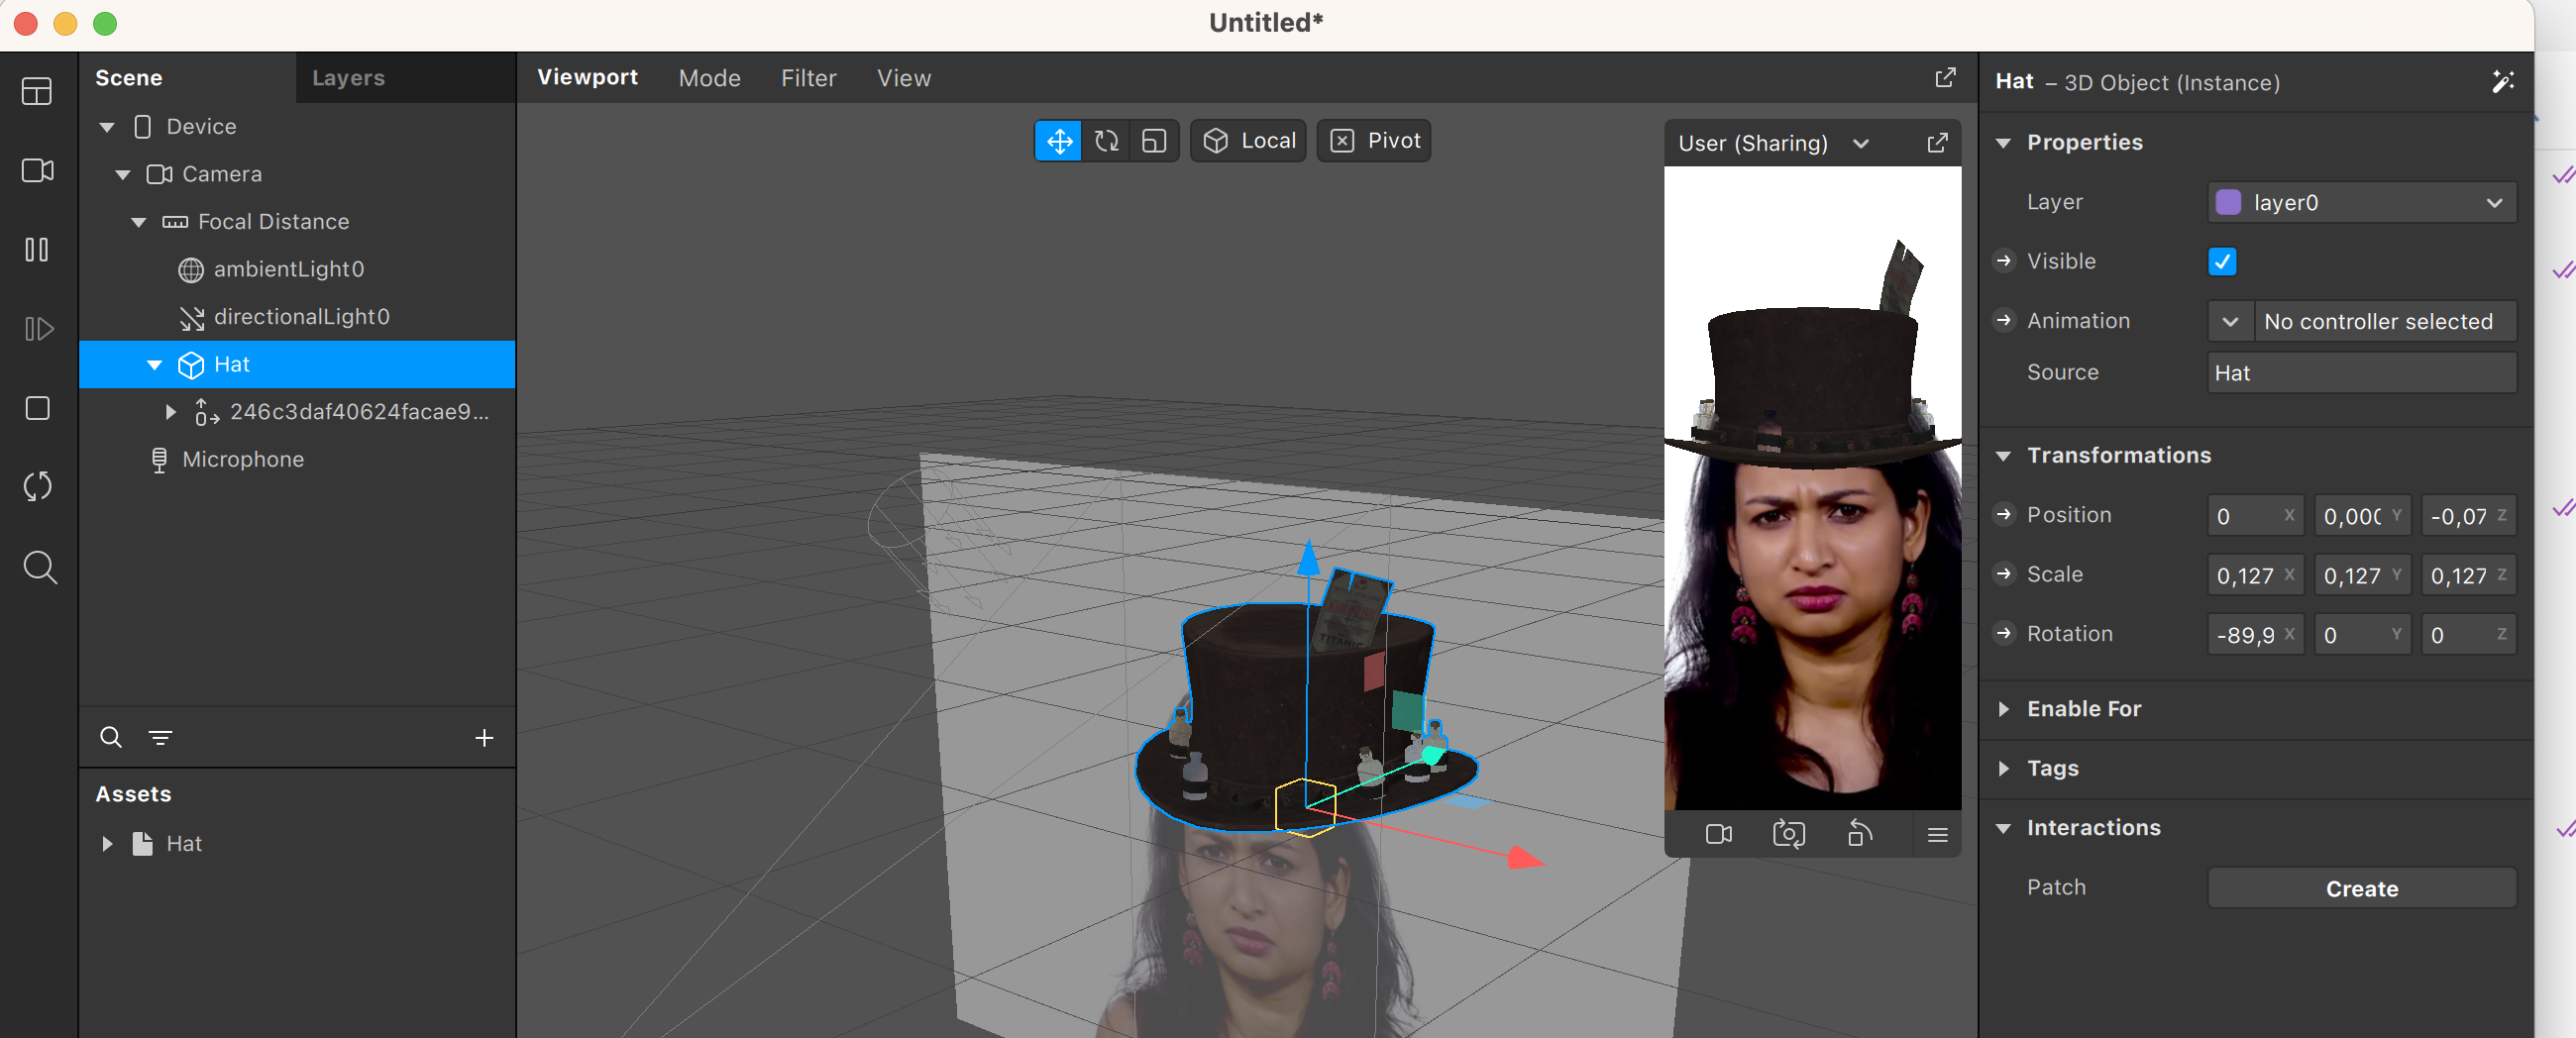 Untitled*
Scene
Layers
Device
Camera
Focal Distance
ambientLight0
directionalLight0
Hat
246c3daf40624facae9...
Microphone
Assets
Hat
Viewport Mode Filter View
Local
Pivot
User (Sharing)
TITANIC
Hat – 3D Object (Instance)
Properties
Layer layer0
Visible
Animation No controller selected
Source Hat
Transformations
Position 0 X 0,000 Y -0,07 Z
Scale 0,127 X 0,127 Y 0,127 Z
Rotation -89,9 X 0 Y 0 Z
Enable For
Tags
Interactions
Patch Create